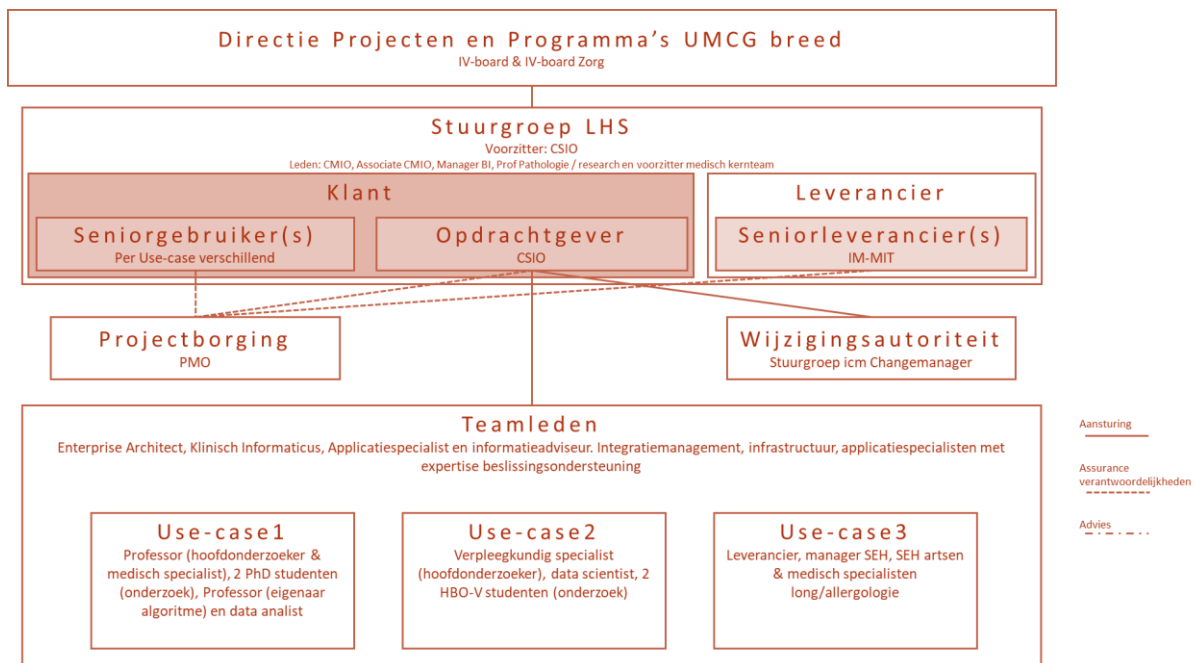 Directie Projecten en Programma's UMCG breed
IV-board & IV-board Zorg
Stuurgroep LHS
Voorzitter: CSIO
Leden: CMIO, Associate CMIO, Manager BI, Prof Pathologie / research en voorzitter medisch kernteam
Klant
Leverancier
Seniorgebruiker(s)
Per Use-case verschillend
Opdrachtgever
CSIO
Seniorleverancier(s)
IM-MIT
Projectborging
PMO
Wijzigingsautoriteit
Stuurgroep icm Changemanager
Teamleden
Enterprise Architect, Klinisch Informaticus, Applicatiespecialist en informatieadviseur. Integratiemanagement, infrastructuur, applicatiespecialisten met
expertise beslissingsondersteuning
Use-case1
Professor (hoofdonderzoeker &
medisch specialist), 2 PhD studenten
(onderzoek), Professor (eigenaar
algoritme) en data analist
Use-case2
Verpleegkundig specialist
(hoofdonderzoeker), data scientist, 2
HBO-V studenten (onderzoek)
Use-case3
Leverancier, manager SEH, SEH artsen
& medisch specialisten
long/allergologie
Aansturing
Assurance
verantwoordelijkheden
Advies